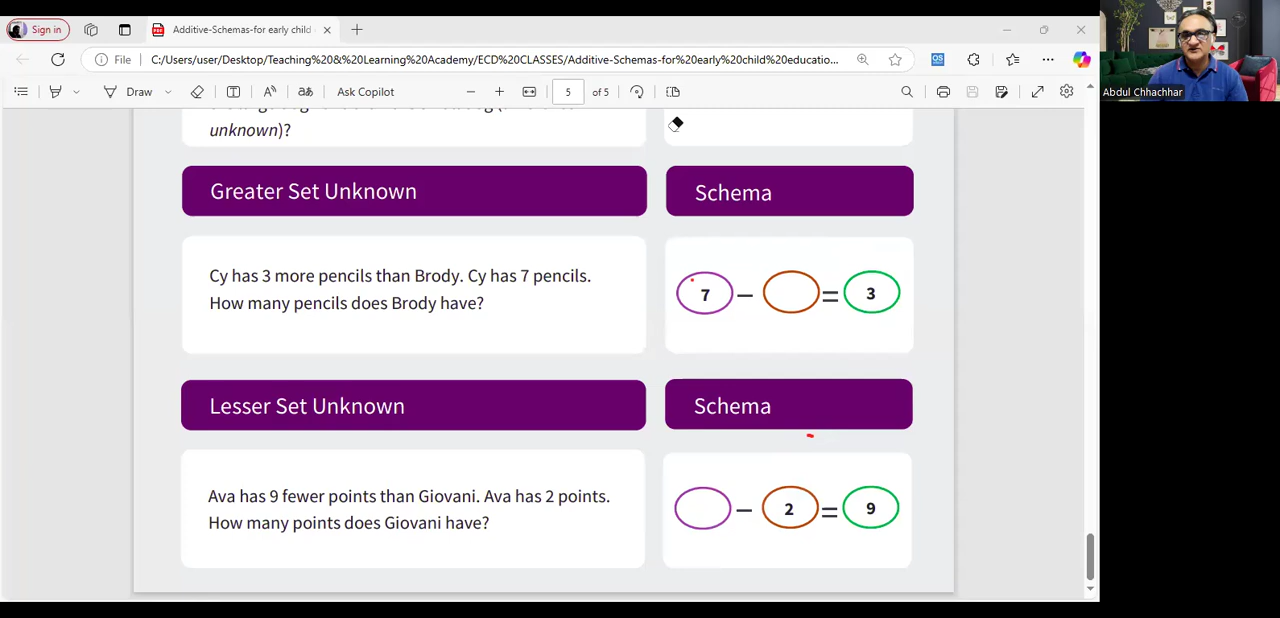 Sign in
Additive-Schemas-for early child
File
C:/Users/user/Desktop/Teaching%20&%20Learning%20Academy/ECD%20CLASSES/Additive-Schemas-for%20early%20child%20educatio...
Draw
Ask Copilot
5
of 5
Abdul Chhachhar
unknown)?
Greater Set Unknown
Schema
Cy has 3 more pencils than Brody. Cy has 7 pencils.
How many pencils does Brody have?
7 − = 3
Lesser Set Unknown
Schema
Ava has 9 fewer points than Giovani. Ava has 2 points.
How many points does Giovani have?
− 2 = 9